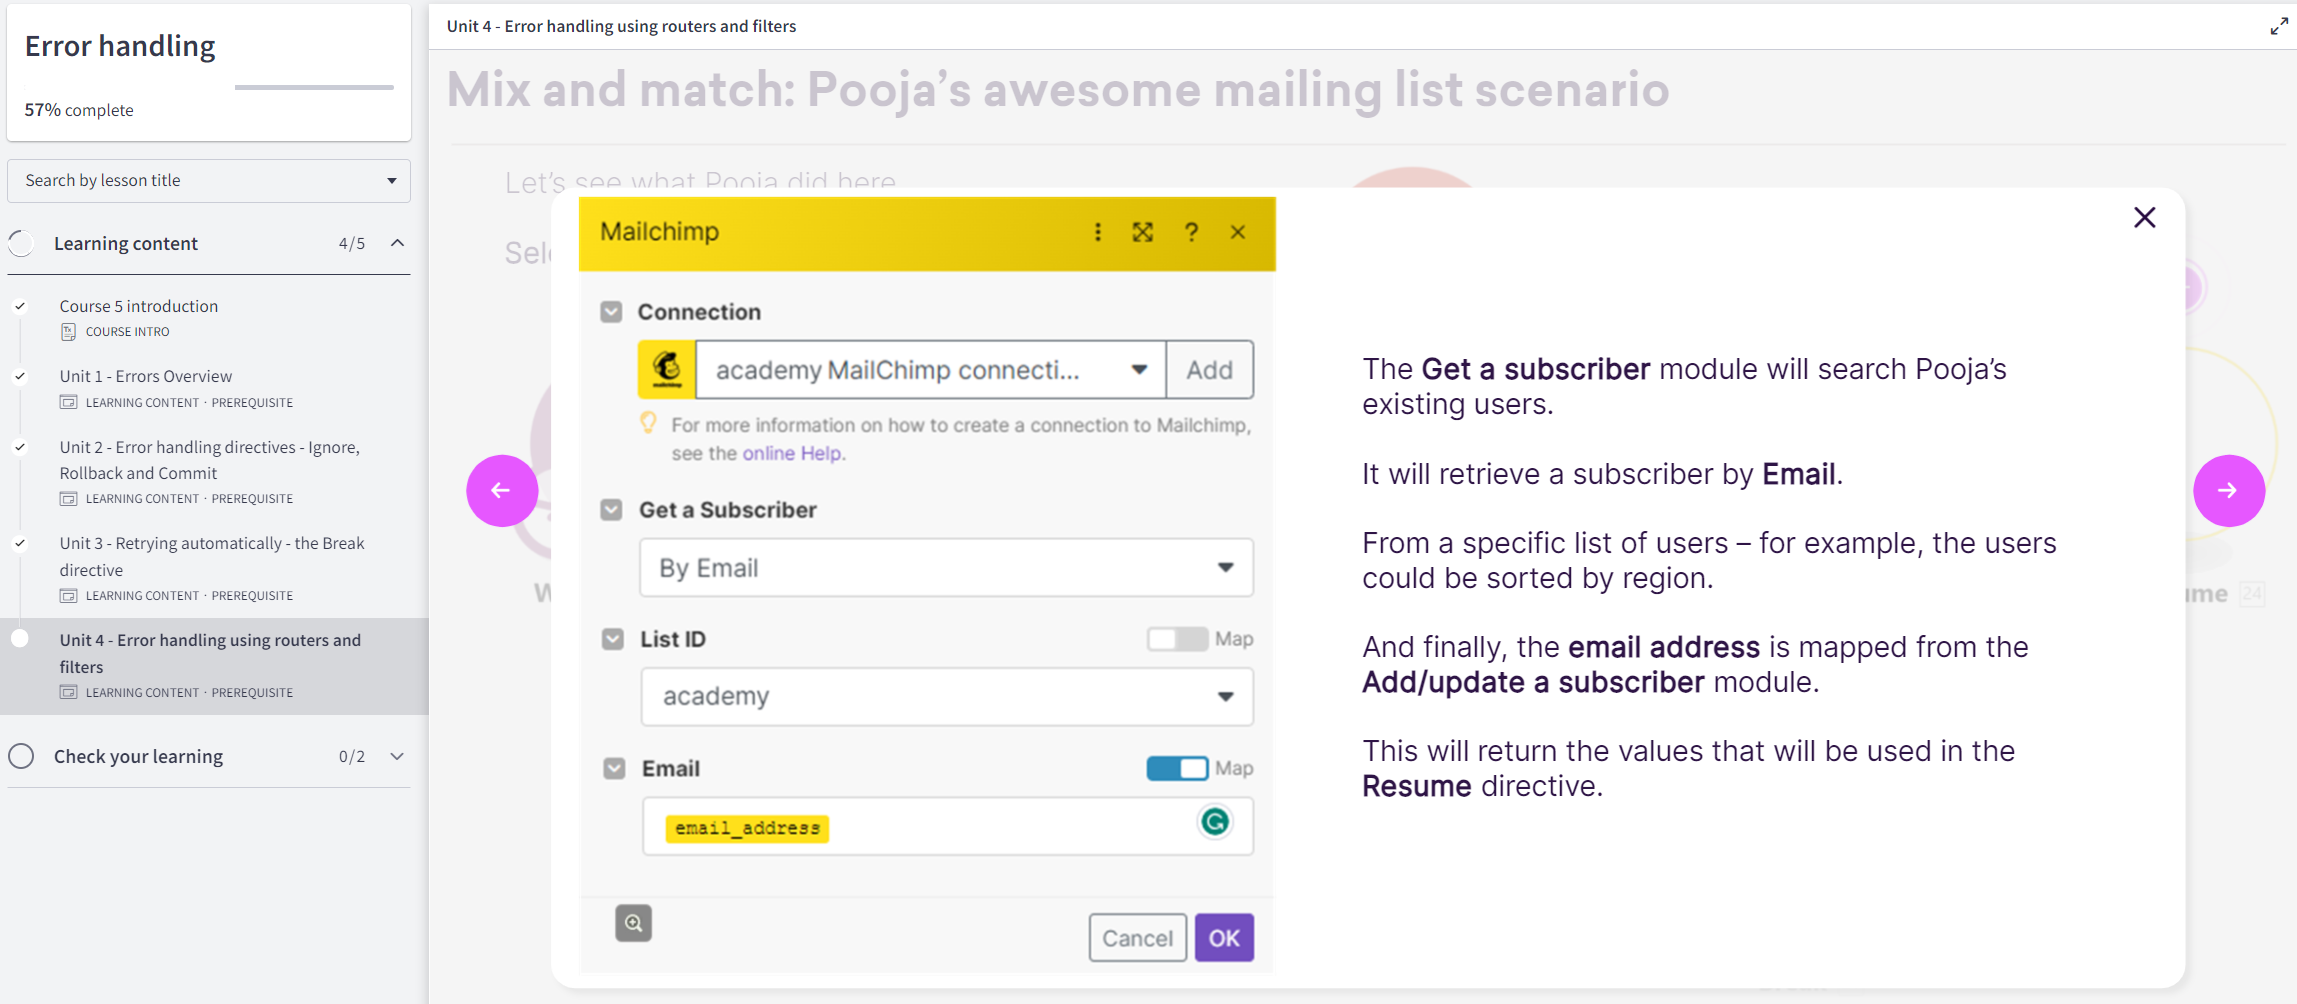 Error handling
57% complete
Search by lesson title
Learning content 4/5
Course 5 introduction
COURSE INTRO
Unit 1 - Errors Overview
LEARNING CONTENT · PREREQUISITE
Unit 2 - Error handling directives - Ignore,
Rollback and Commit
LEARNING CONTENT · PREREQUISITE
Unit 3 - Retrying automatically - the Break
directive
LEARNING CONTENT · PREREQUISITE
Unit 4 - Error handling using routers and
filters
LEARNING CONTENT · PREREQUISITE
Check your learning 0/2
Unit 4 - Error handling using routers and filters
Mix and match: Pooja’s awesome mailing list scenario
Let’s see what Pooja did here
Mailchimp
Connection
academy MailChimp connecti... Add
For more information on how to create a connection to Mailchimp,
see the online Help.
Get a Subscriber
By Email
List ID Map
academy
Email Map
email_address
Cancel OK
The Get a subscriber module will search Pooja’s
existing users.
It will retrieve a subscriber by Email.
From a specific list of users – for example, the users
could be sorted by region.
And finally, the email address is mapped from the
Add/update a subscriber module.
This will return the values that will be used in the
Resume directive.
24